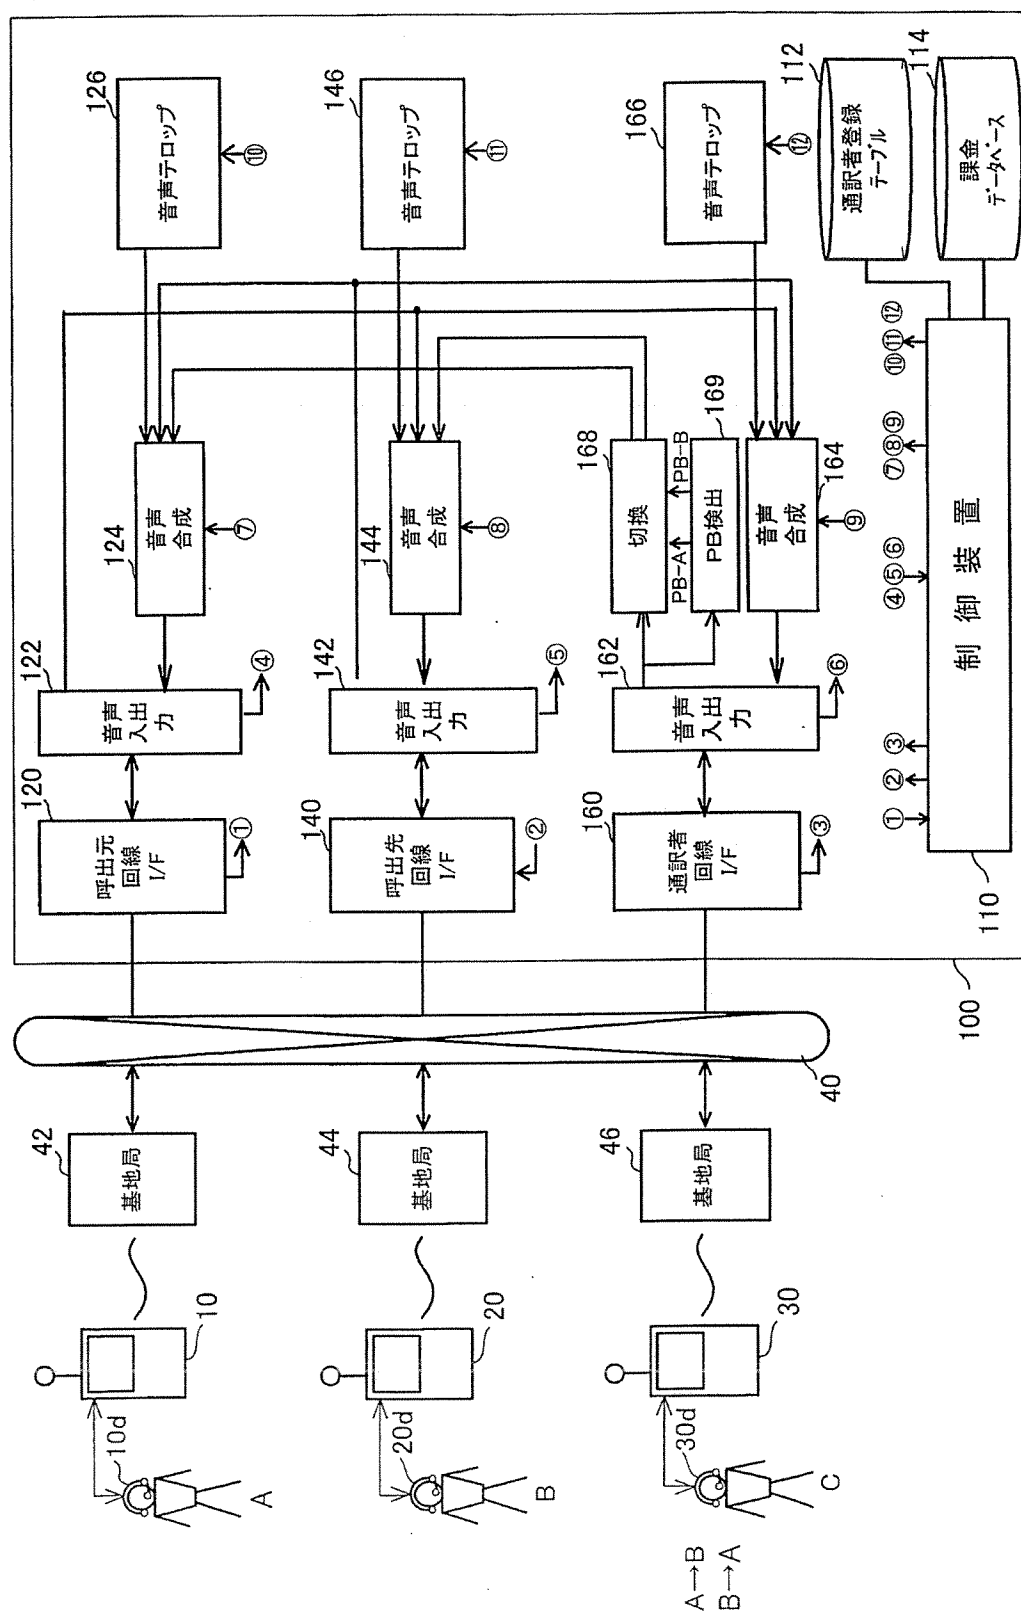 126
音声テロップ
⑩
146
音声テロップ
⑪
166
音声テロップ
⑫
112
通訳者登録
テーブル
114
課金
データベース
124
音声
合成
⑦
144
音声
合成
⑧
168
切換
PB-A
PB-B
169
PB検出
164
音声
合成
⑨
122
音声
入出
力
④
142
音声
入出
力
⑤
162
音声
入出
力
⑥
120
呼出元
回線
I/F
①
140
呼出先
回線
I/F
②
160
通訳者
回線
I/F
③
① ② ③ ④⑤⑥ ⑦⑧⑨ ⑩⑪⑫
制御装置
110
100
40
42
基地局
44
基地局
46
基地局
10
10d
A
20
20d
B
30
30d
C
A→B
B→A